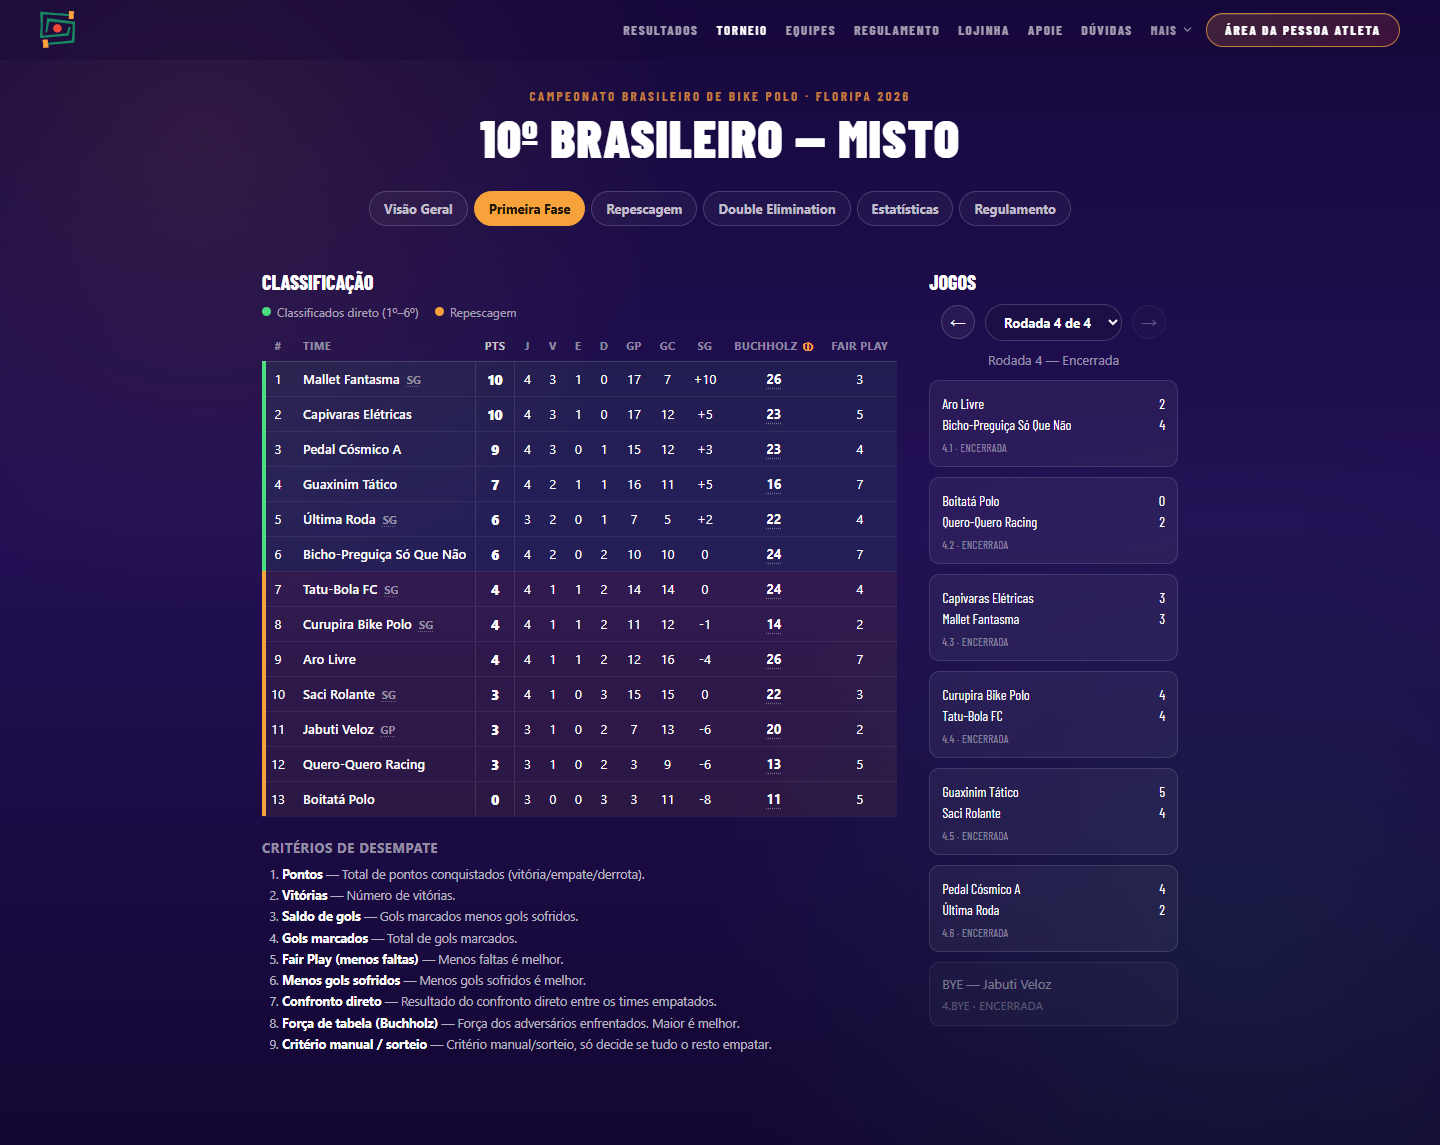 RESULTADOS TORNEIO EQUIPES REGULAMENTO LOJINHA APOIE DÚVIDAS MAIS ÁREA DA PESSOA ATLETA
CAMPEONATO BRASILEIRO DE BIKE POLO · FLORIPA 2026
10º BRASILEIRO — MISTO
Visão Geral Primeira Fase Repescagem Double Elimination Estatísticas Regulamento
CLASSIFICAÇÃO
Classificados direto (1º–6º) Repescagem
# TIME PTS J V E D GP GC SG BUCHHOLZ FAIR PLAY
1 Mallet Fantasma SG 10 4 3 1 0 17 7 +10 26 3
2 Capivaras Elétricas 10 4 3 1 0 17 12 +5 23 5
3 Pedal Cósmico A 9 4 3 0 1 15 12 +3 23 4
4 Guaxinim Tático 7 4 2 1 1 16 11 +5 16 7
5 Última Roda SG 6 3 2 0 1 7 5 +2 22 4
6 Bicho-Preguiça Só Que Não 6 4 2 0 2 10 10 0 24 7
7 Tatu-Bola FC SG 4 4 1 1 2 14 14 0 24 4
8 Curupira Bike Polo SG 4 4 1 1 2 11 12 -1 14 2
9 Aro Livre 4 4 1 1 2 12 16 -4 26 7
10 Saci Rolante SG 3 4 1 0 3 15 15 0 22 3
11 Jabuti Veloz GP 3 3 1 0 2 7 13 -6 20 2
12 Quero-Quero Racing 3 3 1 0 2 3 9 -6 13 5
13 Boitatá Polo 0 3 0 0 3 3 11 -8 11 5
CRITÉRIOS DE DESEMPATE
1. Pontos — Total de pontos conquistados (vitória/empate/derrota).
2. Vitórias — Número de vitórias.
3. Saldo de gols — Gols marcados menos gols sofridos.
4. Gols marcados — Total de gols marcados.
5. Fair Play (menos faltas) — Menos faltas é melhor.
6. Menos gols sofridos — Menos gols sofridos é melhor.
7. Confronto direto — Resultado do confronto direto entre os times empatados.
8. Força de tabela (Buchholz) — Força dos adversários enfrentados. Maior é melhor.
9. Critério manual / sorteio — Critério manual/sorteio, só decide se tudo o resto empatar.
JOGOS
← Rodada 4 de 4 →
Rodada 4 — Encerrada
Aro Livre 2
Bicho-Preguiça Só Que Não 4
4.1 · ENCERRADA
Boitatá Polo 0
Quero-Quero Racing 2
4.2 · ENCERRADA
Capivaras Elétricas 3
Mallet Fantasma 3
4.3 · ENCERRADA
Curupira Bike Polo 4
Tatu-Bola FC 4
4.4 · ENCERRADA
Guaxinim Tático 5
Saci Rolante 4
4.5 · ENCERRADA
Pedal Cósmico A 4
Última Roda 2
4.6 · ENCERRADA
BYE — Jabuti Veloz
4.BYE · ENCERRADA